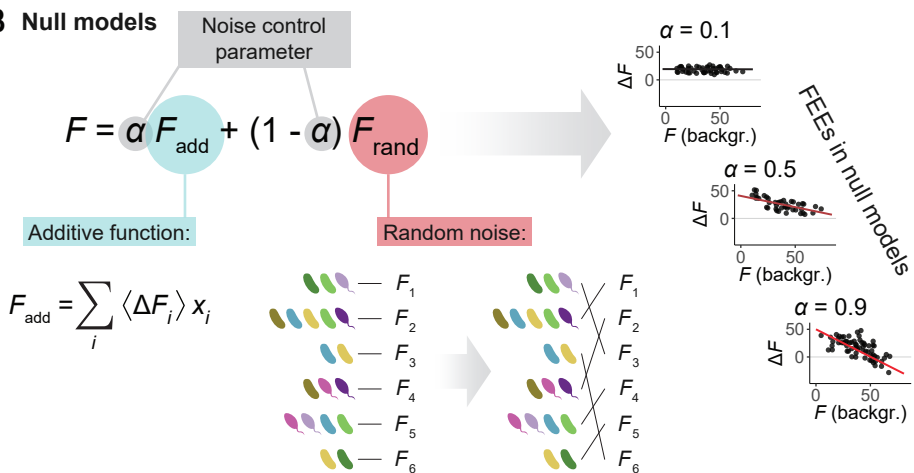 B Null models
Noise control
parameter
F = α F_add + (1 - α) F_rand
Additive function:
Random noise:
F_add = ∑_i ⟨ΔF_i⟩ x_i
F_1
F_2
F_3
F_4
F_5
F_6
F_1
F_2
F_3
F_4
F_5
F_6
α = 0.1
50
0
ΔF
0 50
F (backgr.)
α = 0.5
50
0
ΔF
0 50
F (backgr.)
α = 0.9
50
0
ΔF
0 50
F (backgr.)
FEEs in null models